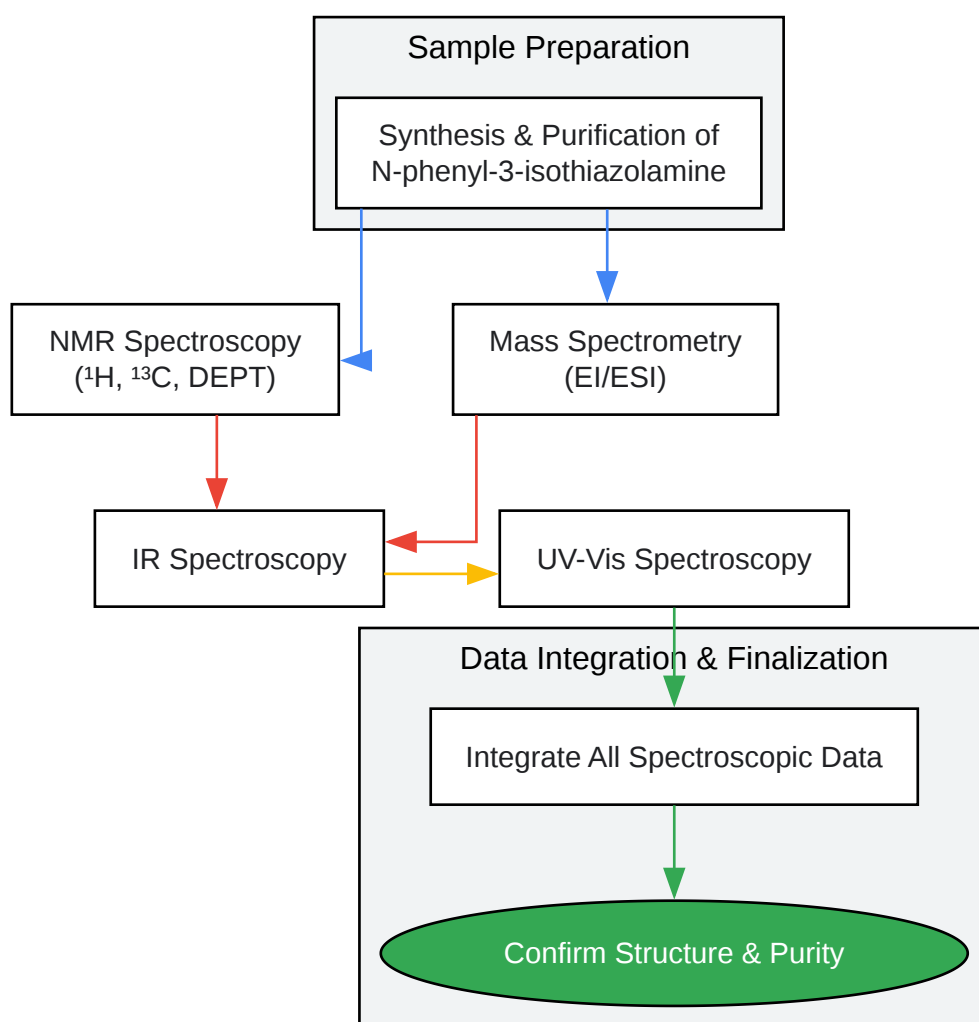 Sample Preparation
Synthesis & Purification of
N-phenyl-3-isothiazolamine
NMR Spectroscopy
(¹H, ¹³C, DEPT)
Mass Spectrometry
(EI/ESI)
IR Spectroscopy
UV-Vis Spectroscopy
Data Integration & Finalization
Integrate All Spectroscopic Data
Confirm Structure & Purity